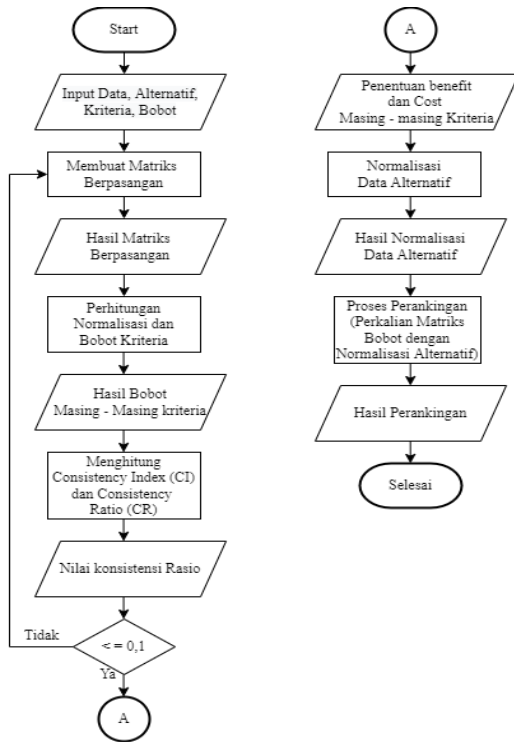 Start
Input Data, Alternatif,
Kriteria, Bobot
Membuat Matriks
Berpasangan
Hasil Matriks
Berpasangan
Perhitungan
Normalisasi dan
Bobot Kriteria
Hasil Bobot
Masing - Masing kriteria
Menghitung
Consistency Index (CI)
dan Consistency
Ratio (CR)
Nilai konsistensi Rasio
Tidak
< = 0,1
Ya
A
A
Penentuan benefit
dan Cost
Masing - masing Kriteria
Normalisasi
Data Alternatif
Hasil Normalisasi
Data Alternatif
Proses Perankingan
(Perkalian Matriks
Bobot dengan
Normalisasi Alternatif)
Hasil Perankingan
Selesai